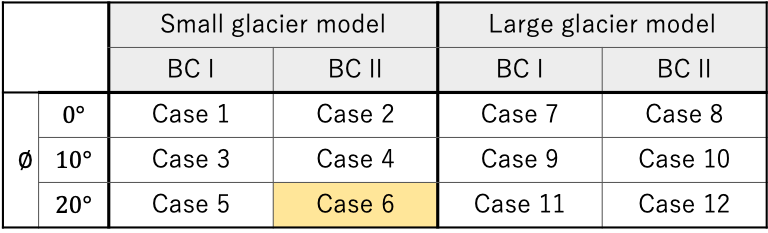 Small glacier model Large glacier model
BC I BC II BC I BC II
0° Case 1 Case 2 Case 7 Case 8
Ø 10° Case 3 Case 4 Case 9 Case 10
20° Case 5 Case 6 Case 11 Case 12